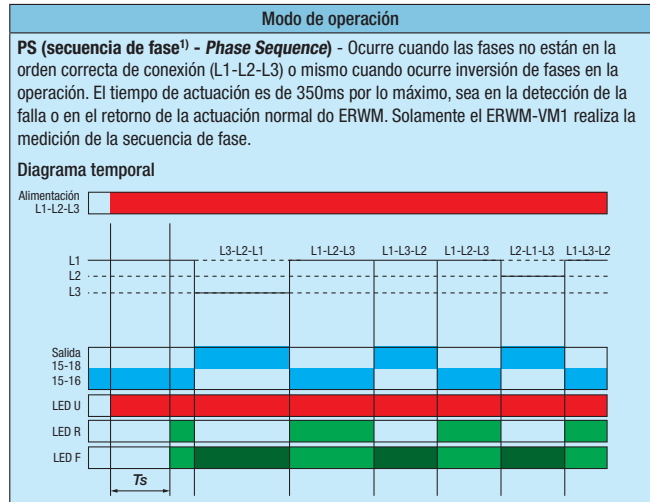 Modo de operación
PS (secuencia de fase1) - Phase Sequence) - Ocurre cuando las fases no están en la
orden correcta de conexión (L1-L2-L3) o mismo cuando ocurre inversión de fases en la
operación. El tiempo de actuación es de 350ms por lo máximo, sea en la detección de la
falla o en el retorno de la actuación normal do ERWM. Solamente el ERWM-VM1 realiza la
medición de la secuencia de fase.
Diagrama temporal
Alimentación
L1-L2-L3
L3-L2-L1 L1-L2-L3 L1-L3-L2 L1-L2-L3 L2-L1-L3 L1-L3-L2
L1
L2
L3
Salida
15-18
15-16
LED U
LED R
LED F
Ts